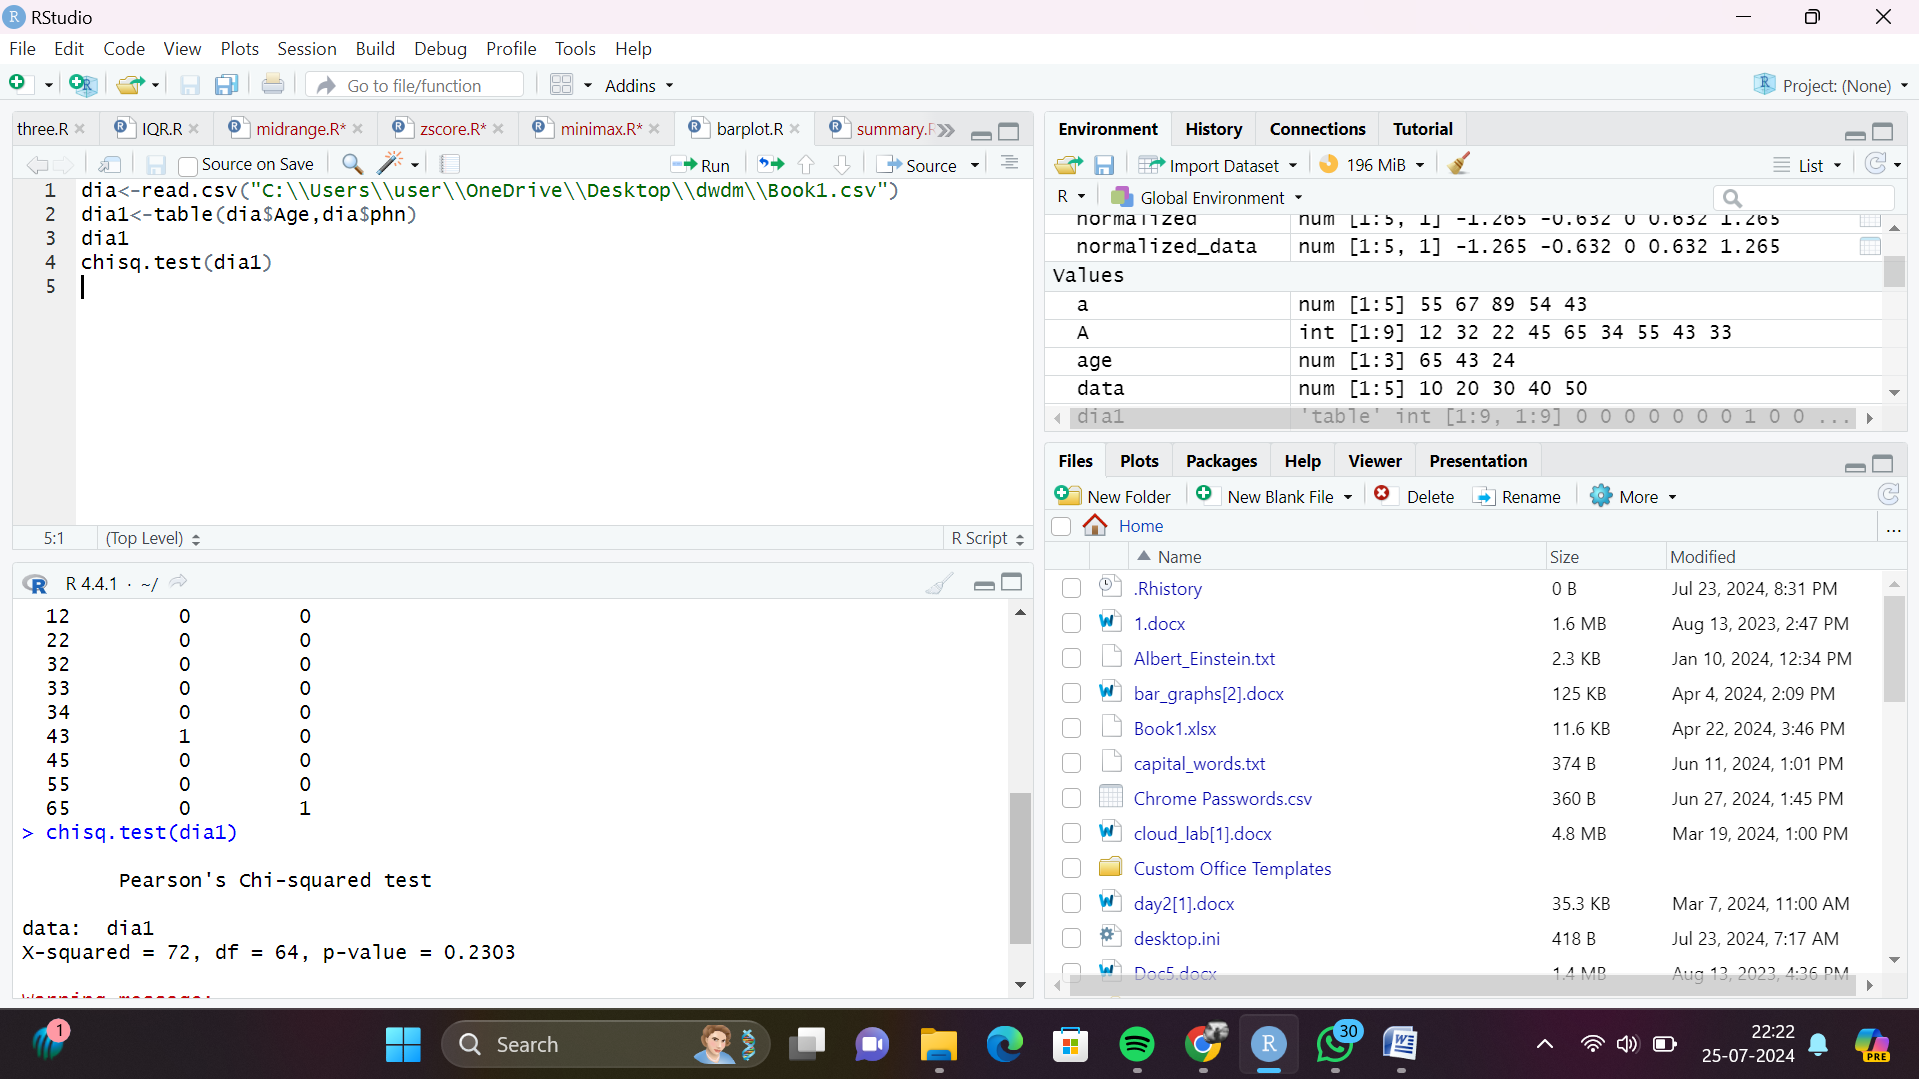 RStudio
File Edit Code View Plots Session Build Debug Profile Tools Help
Go to file/function Addins Project: (None)
three.R IQR.R midrange.R* zscore.R* minimax.R* barplot.R summary.R
Source on Save Run Source
1 dia<-read.csv("C:\\Users\\user\\OneDrive\\Desktop\\dwdm\\Book1.csv")
2 dia1<-table(dia$Age,dia$phn)
3 dia1
4 chisq.test(dia1)
5
5:1 (Top Level) R Script
R 4.4.1 · ~/
12 0 0
22 0 0
32 0 0
33 0 0
34 0 0
43 1 0
45 0 0
55 0 0
65 0 1
> chisq.test(dia1)
Pearson's Chi-squared test
data: dia1
X-squared = 72, df = 64, p-value = 0.2303
Warning message:
Environment History Connections Tutorial
Import Dataset 196 MiB List
R Global Environment
normalized num [1:5, 1] -1.265 -0.632 0 0.632 1.265
normalized_data num [1:5, 1] -1.265 -0.632 0 0.632 1.265
Values
a num [1:5] 55 67 89 54 43
A int [1:9] 12 32 22 45 65 34 55 43 33
age num [1:3] 65 43 24
data num [1:5] 10 20 30 40 50
dia1 'table' int [1:9, 1:9] 0 0 0 0 0 0 0 1 0 0 ...
Files Plots Packages Help Viewer Presentation
New Folder New Blank File Delete Rename More
Home ...
Name Size Modified
.Rhistory 0 B Jul 23, 2024, 8:31 PM
1.docx 1.6 MB Aug 13, 2023, 2:47 PM
Albert_Einstein.txt 2.3 KB Jan 10, 2024, 12:34 PM
bar_graphs[2].docx 125 KB Apr 4, 2024, 2:09 PM
Book1.xlsx 11.6 KB Apr 22, 2024, 3:46 PM
capital_words.txt 374 B Jun 11, 2024, 1:01 PM
Chrome Passwords.csv 360 B Jun 27, 2024, 1:45 PM
cloud_lab[1].docx 4.8 MB Mar 19, 2024, 1:00 PM
Custom Office Templates
day2[1].docx 35.3 KB Mar 7, 2024, 11:00 AM
desktop.ini 418 B Jul 23, 2024, 7:17 AM
Doc5.docx 1.4 MB Aug 13, 2023, 4:36 PM
1 Search 30 22:22
25-07-2024
PRE